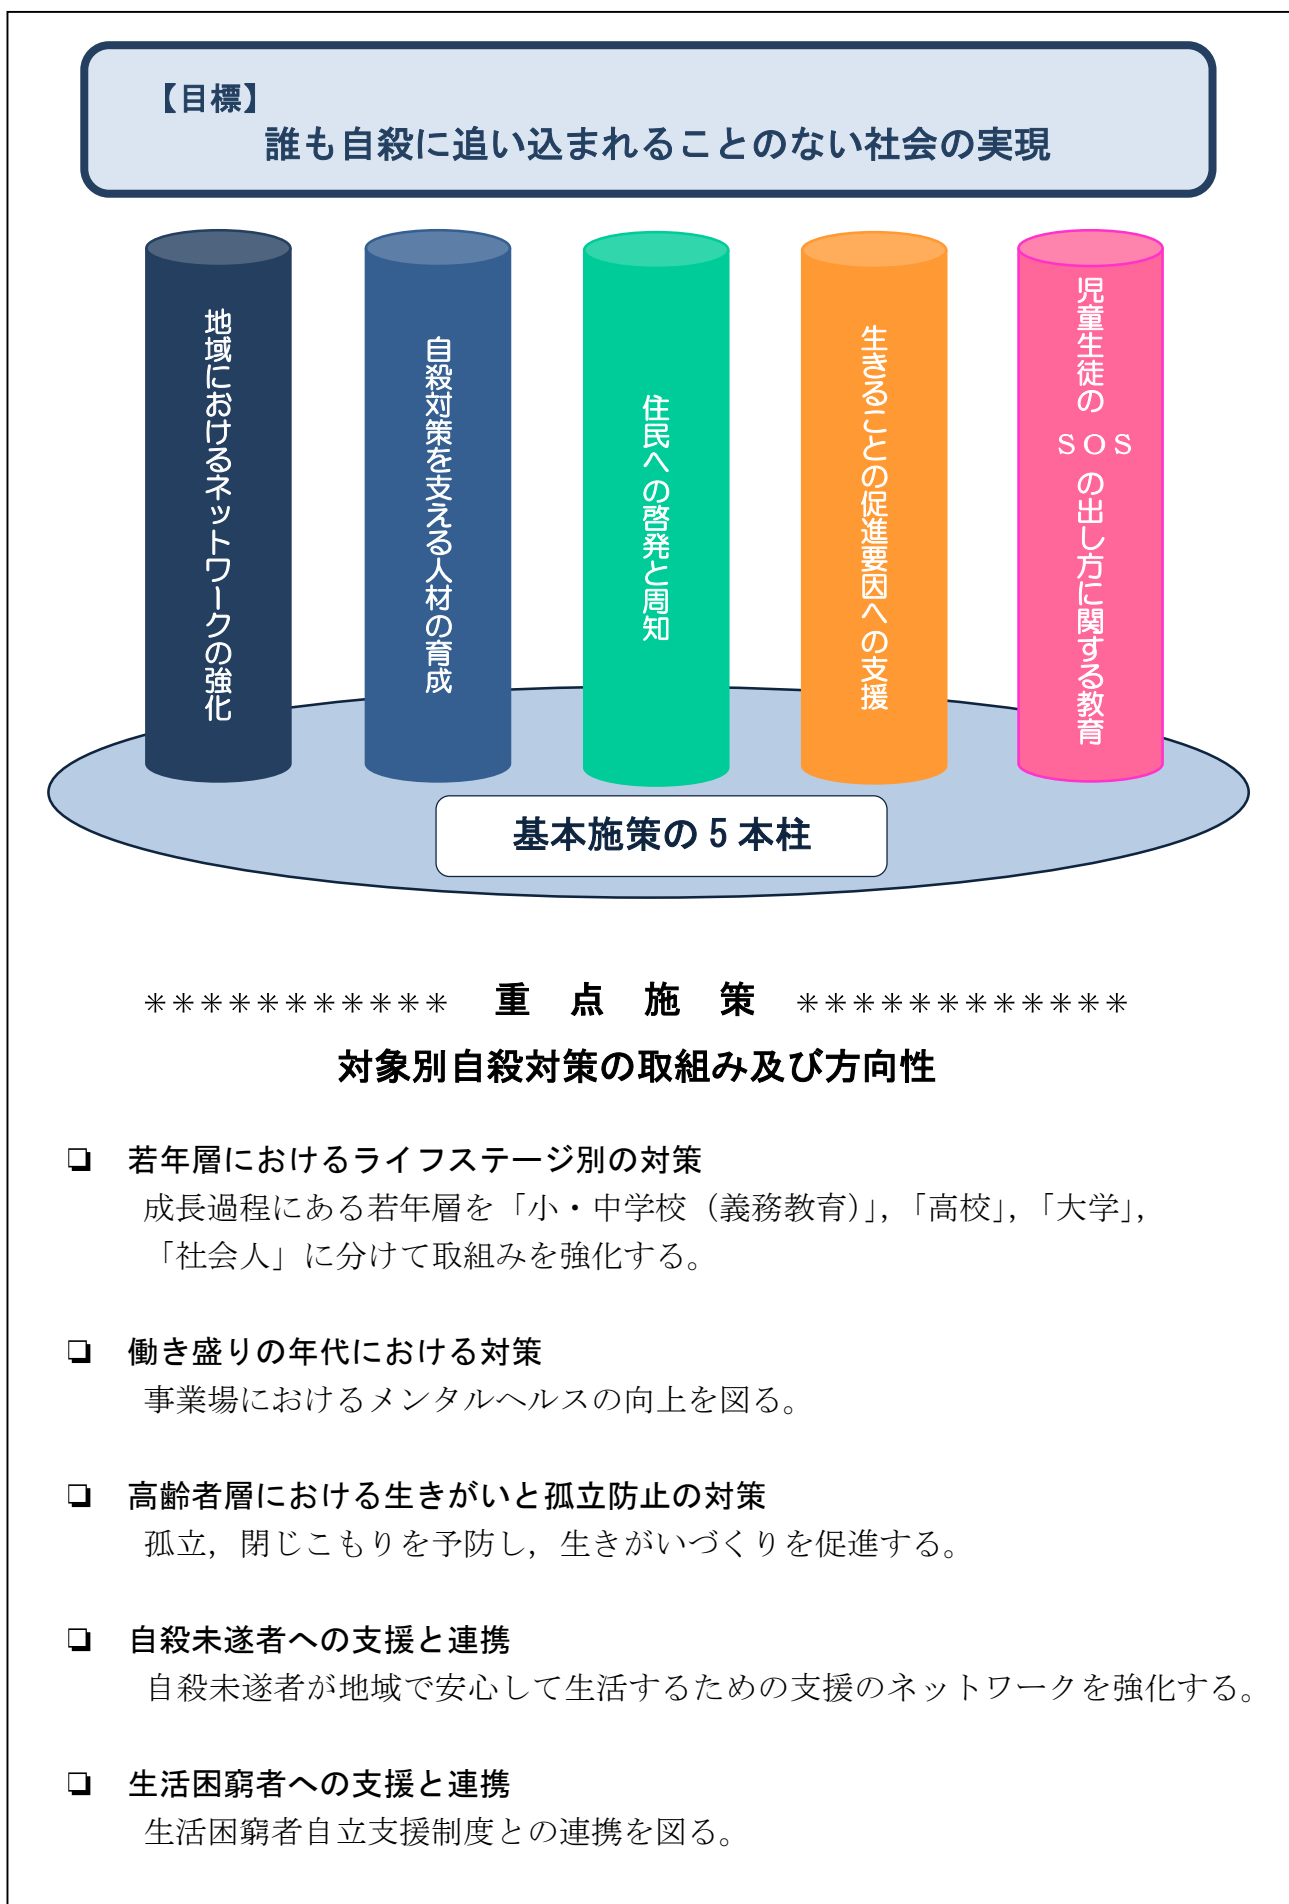 【目標】
誰も自殺に追い込まれることのない社会の実現
地域におけるネットワークの強化
自殺対策を支える人材の育成
住民への啓発と周知
生きることの促進要因への支援
児童生徒の SOS の出し方に関する教育
基本施策の5本柱
************ 重 点 施 策 ************
対象別自殺対策の取組み及び方向性
❏ 若年層におけるライフステージ別の対策
成長過程にある若年層を「小・中学校（義務教育）」，「高校」，「大学」，
「社会人」に分けて取組みを強化する。
❏ 働き盛りの年代における対策
事業場におけるメンタルヘルスの向上を図る。
❏ 高齢者層における生きがいと孤立防止の対策
孤立，閉じこもりを予防し，生きがいづくりを促進する。
❏ 自殺未遂者への支援と連携
自殺未遂者が地域で安心して生活するための支援のネットワークを強化する。
❏ 生活困窮者への支援と連携
生活困窮者自立支援制度との連携を図る。